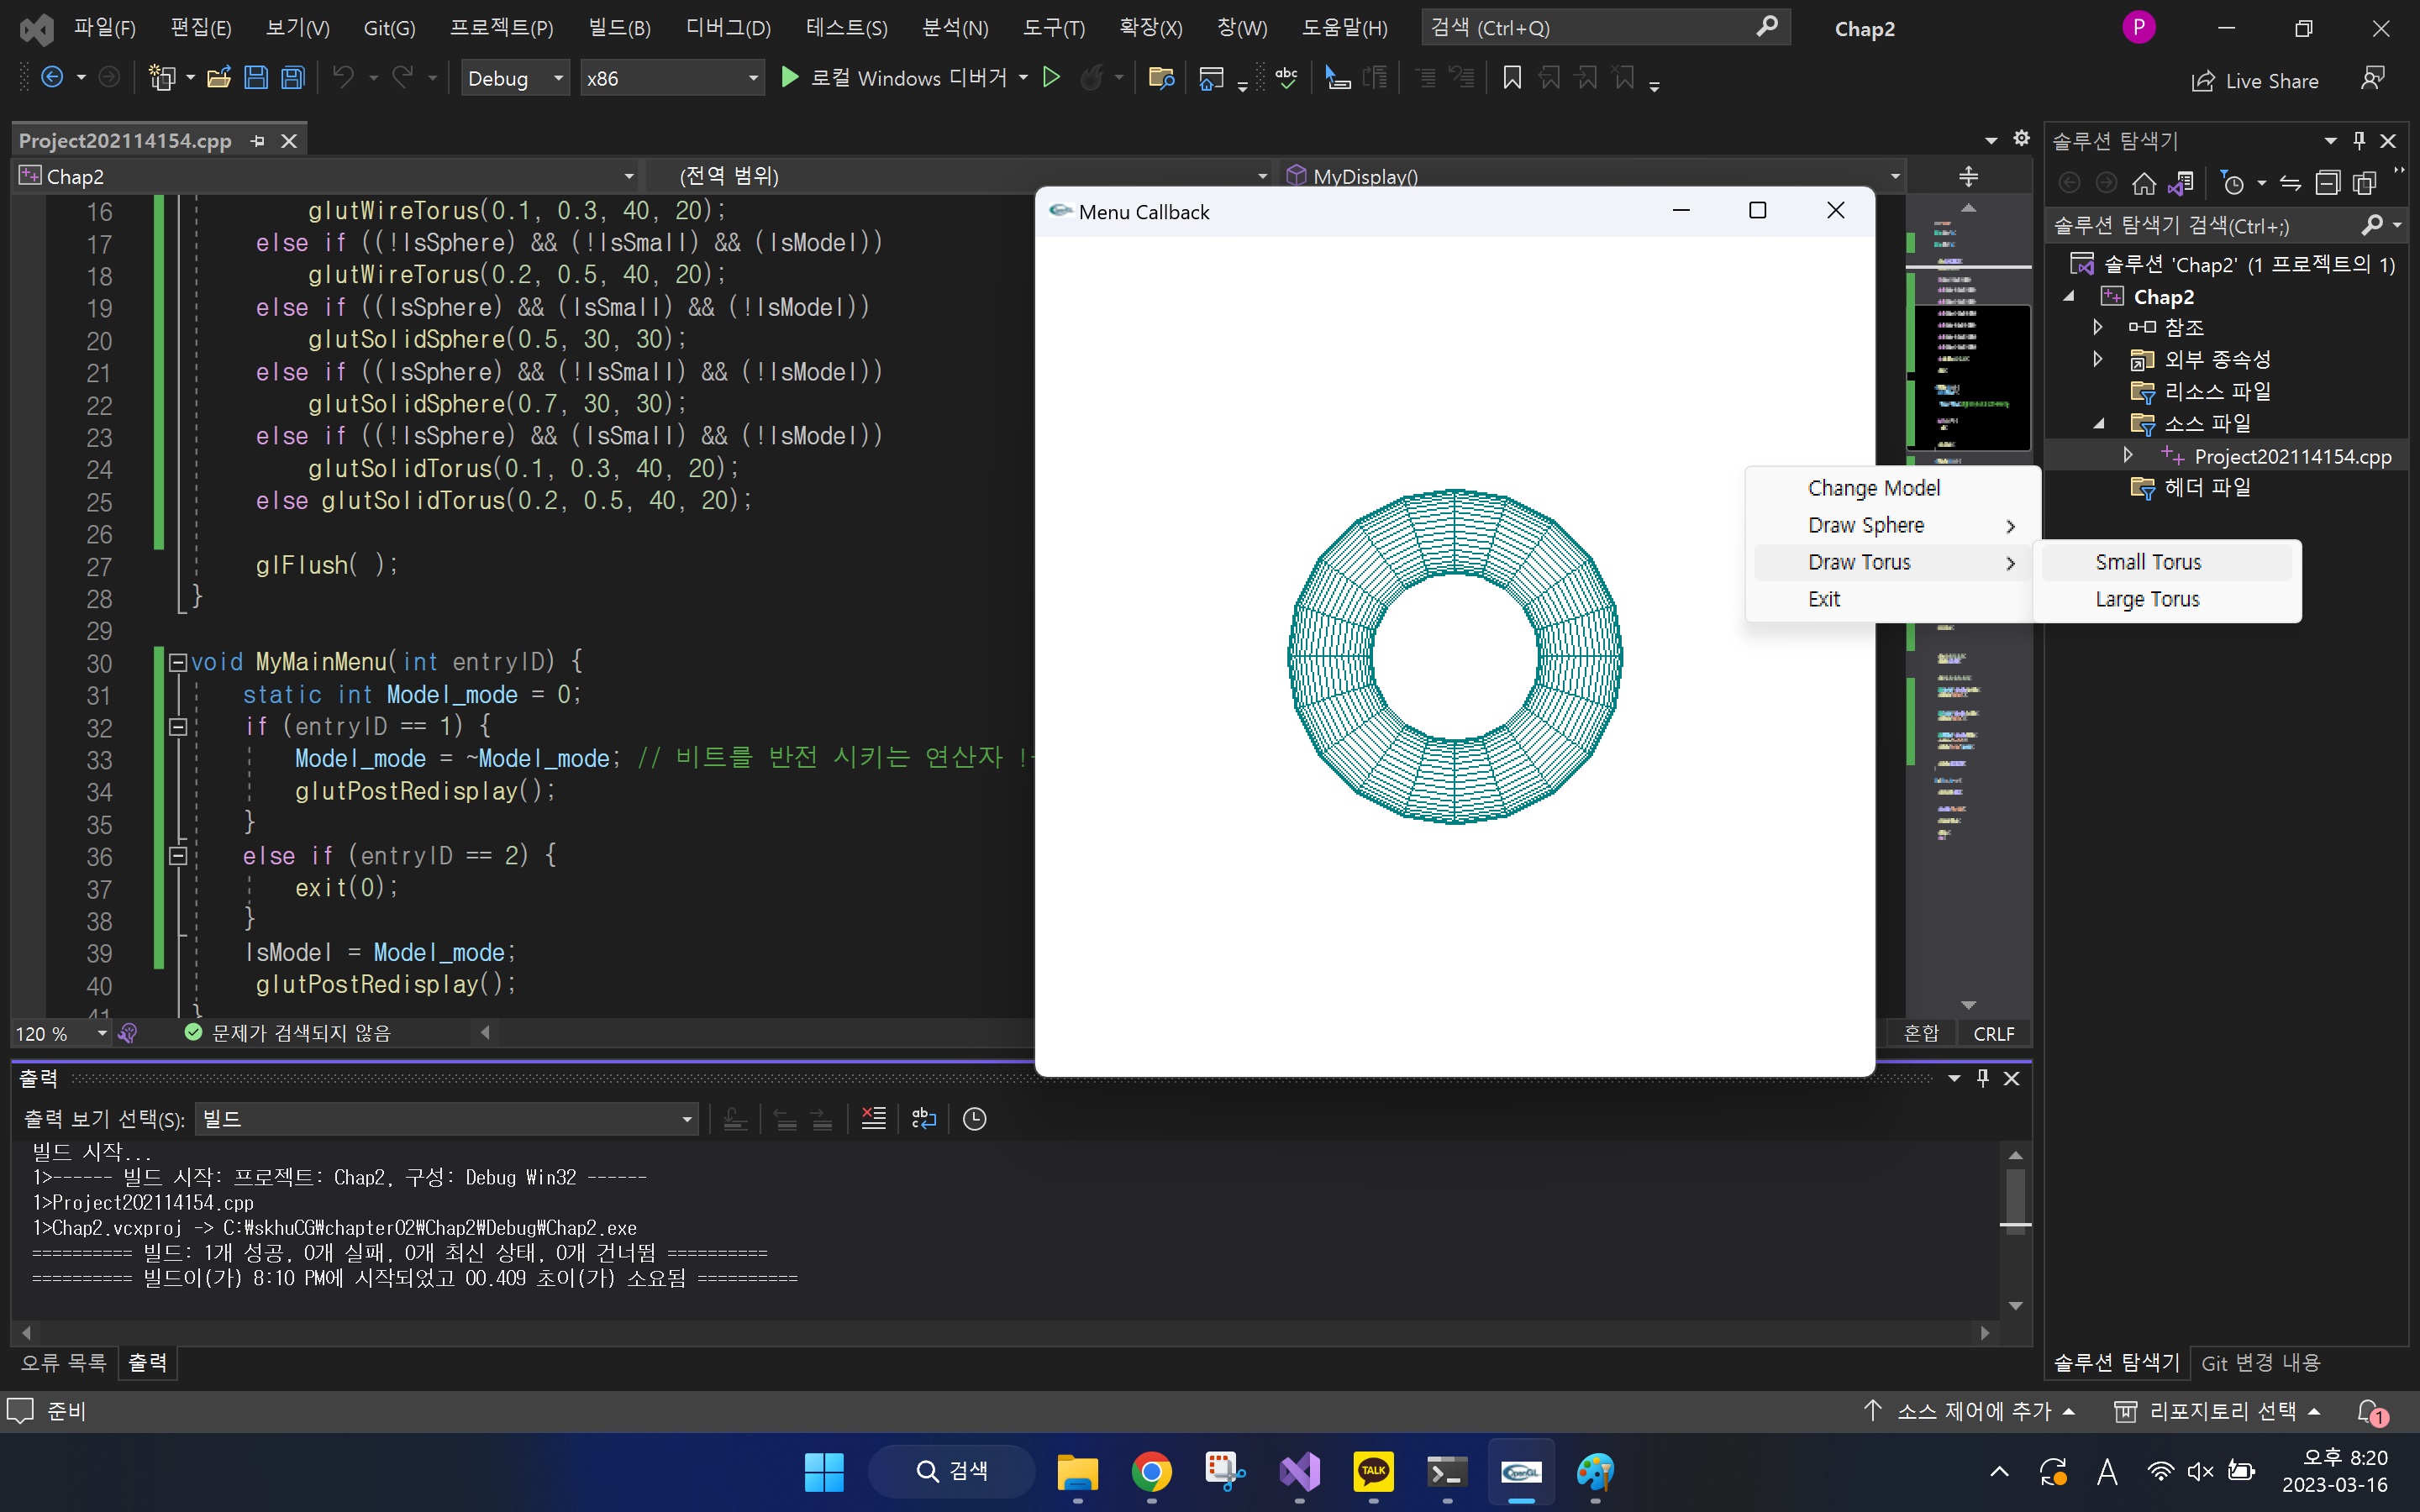 파일(F) 편집(E) 보기(V) Git(G) 프로젝트(P) 빌드(B) 디버그(D) 테스트(S) 분석(N) 도구(T) 확장(X) 창(W) 도움말(H) 검색 (Ctrl+Q) Chap2 P
Debug x86 로컬 Windows 디버거 abc Live Share
Project202114154.cpp
Chap2 (전역 범위) MyDisplay()
16 glutWireTorus(0.1, 0.3, 40, 20);
17 else if ((!IsSphere) && (!IsSmall) && (IsModel))
18 glutWireTorus(0.2, 0.5, 40, 20);
19 else if ((IsSphere) && (IsSmall) && (!IsModel))
20 glutSolidSphere(0.5, 30, 30);
21 else if ((IsSphere) && (!IsSmall) && (!IsModel))
22 glutSolidSphere(0.7, 30, 30);
23 else if ((!IsSphere) && (IsSmall) && (!IsModel))
24 glutSolidTorus(0.1, 0.3, 40, 20);
25 else glutSolidTorus(0.2, 0.5, 40, 20);
26
27 glFlush( );
28 }
29
30 void MyMainMenu(int entryID) {
31 static int Model_mode = 0;
32 if (entryID == 1) {
33 Model_mode = ~Model_mode; // 비트를 반전 시키는 연산자 !
34 glutPostRedisplay();
35 }
36 else if (entryID == 2) {
37 exit(0);
38 }
39 IsModel = Model_mode;
40 glutPostRedisplay();
41 }
120 % 문제가 검색되지 않음 혼합 CRLF
Menu Callback
Change Model
Draw Sphere
Draw Torus
Exit
Small Torus
Large Torus
솔루션 탐색기
솔루션 탐색기 검색(Ctrl+;)
솔루션 'Chap2' (1 프로젝트의 1)
Chap2
참조
외부 종속성
리소스 파일
소스 파일
Project202114154.cpp
헤더 파일
출력
출력 보기 선택(S): 빌드
빌드 시작...
1>------ 빌드 시작: 프로젝트: Chap2, 구성: Debug Win32 ------
1>Project202114154.cpp
1>Chap2.vcxproj -> C:₩skhuCG₩chapter02₩Chap2₩Debug₩Chap2.exe
========== 빌드: 1개 성공, 0개 실패, 0개 최신 상태, 0개 건너뜀 ==========
========== 빌드이(가) 8:10 PM에 시작되었고 00.409 초이(가) 소요됨 ==========
오류 목록 출력
솔루션 탐색기 Git 변경 내용
준비 소스 제어에 추가 리포지토리 선택 1
검색 TALK OpenGL A 오후 8:20
2023-03-16